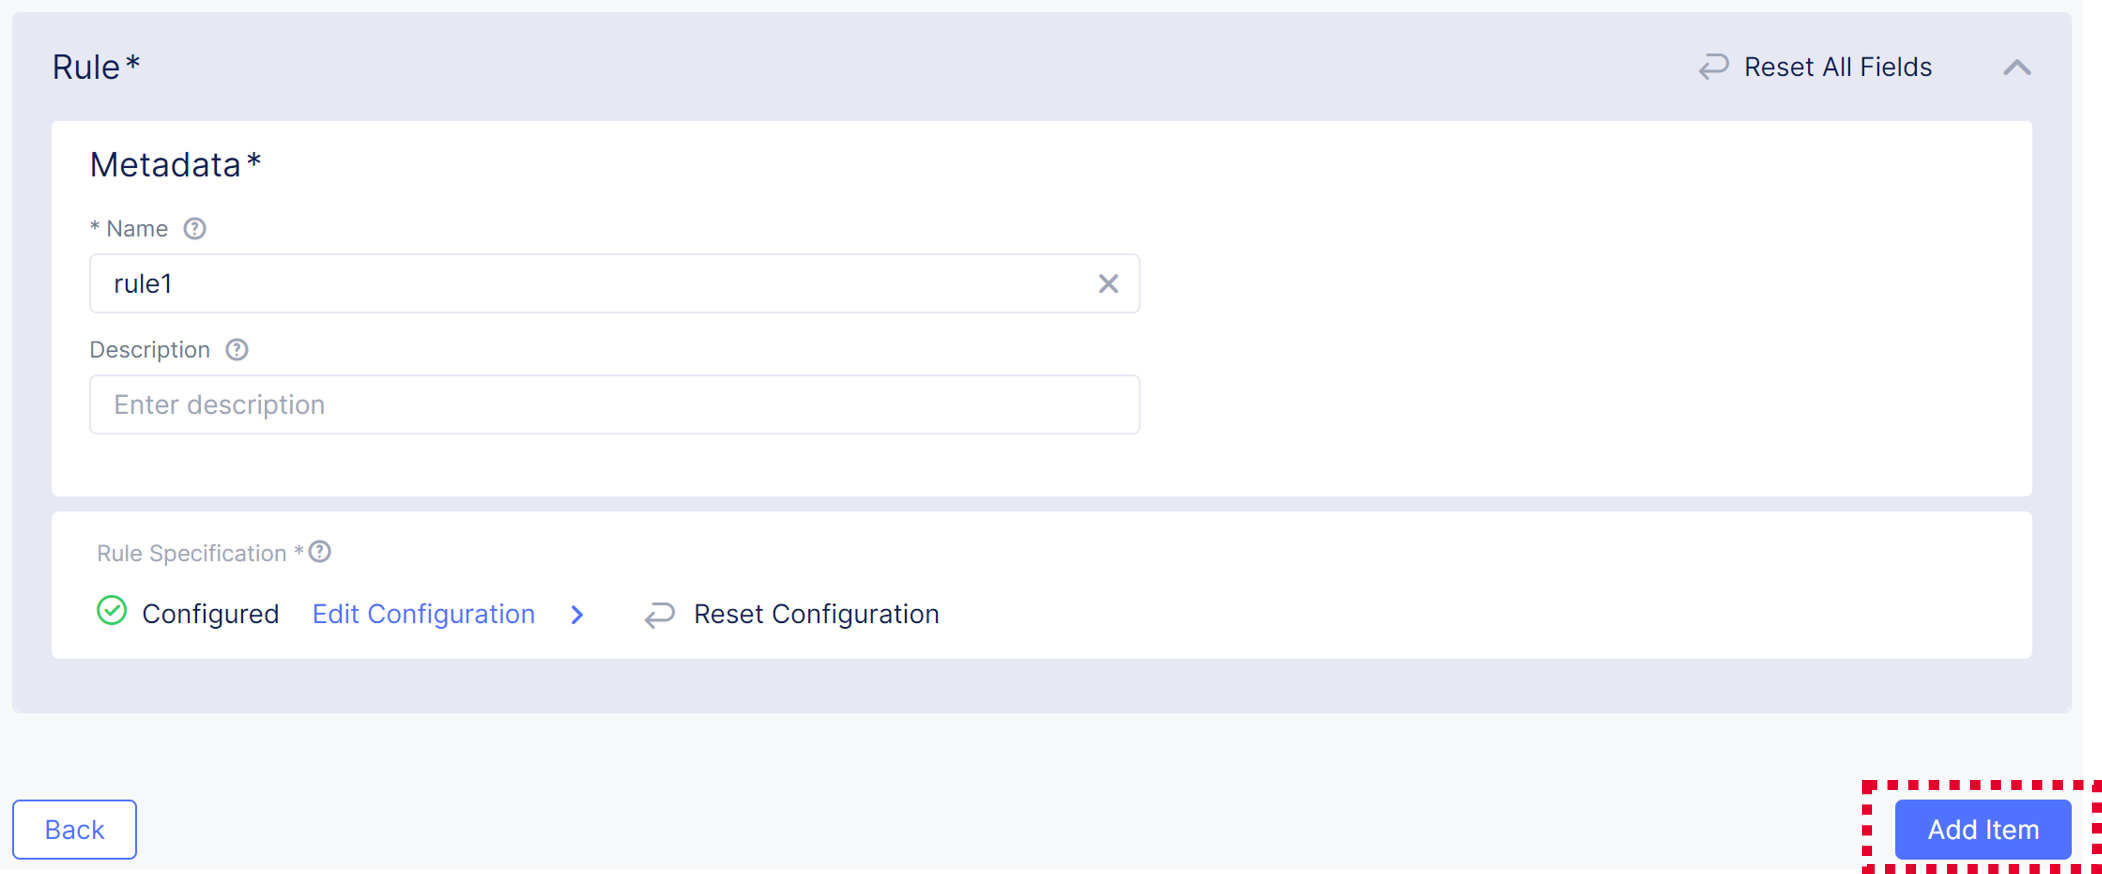 Rule*
Reset All Fields
Metadata*
* Name
rule1
Description
Enter description
Rule Specification *
Configured Edit Configuration Reset Configuration
Back
Add Item